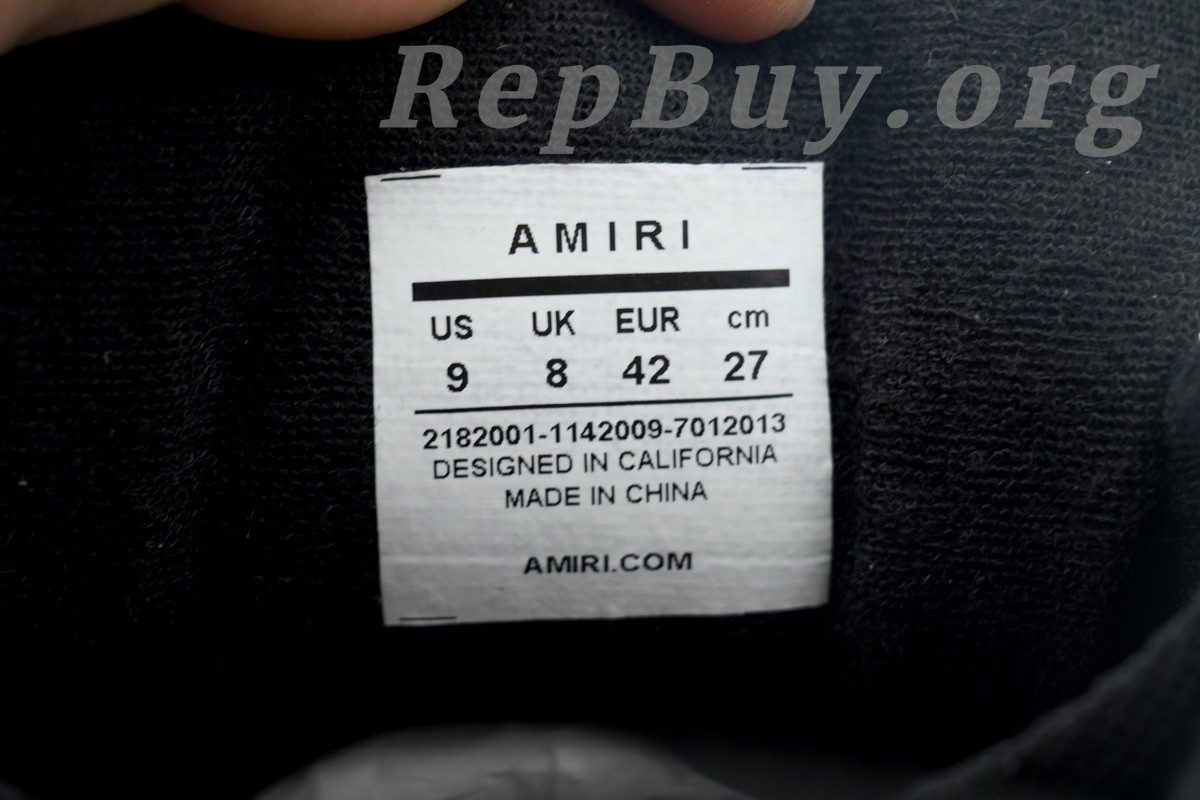 RepBuy.org
AMIRI
US UK EUR cm
9 8 42 27
2182001-1142009-7012013
DESIGNED IN CALIFORNIA
MADE IN CHINA
AMIRI.COM